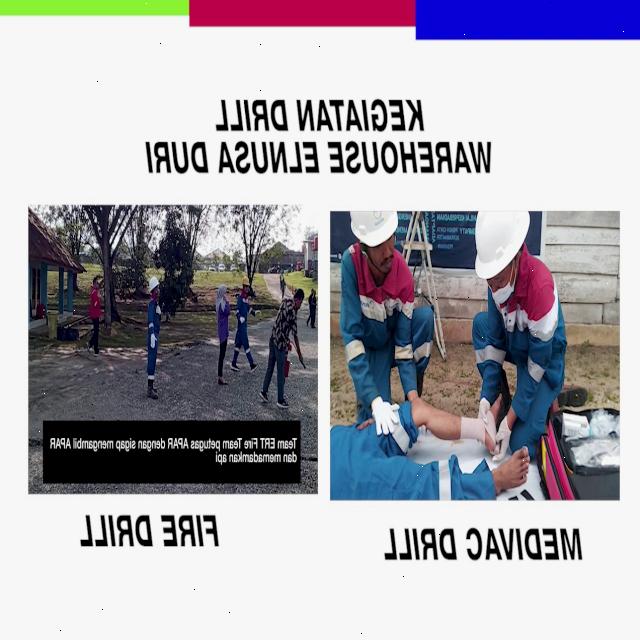 KEGIATAN DRILL
WAREHOUSE ELNUSA DURI
Team ERT Fire Team petugas APAR dengan sigap mengambil APAR
dan memadamkan api
FIRE DRILL
MEDIVAC DRILL